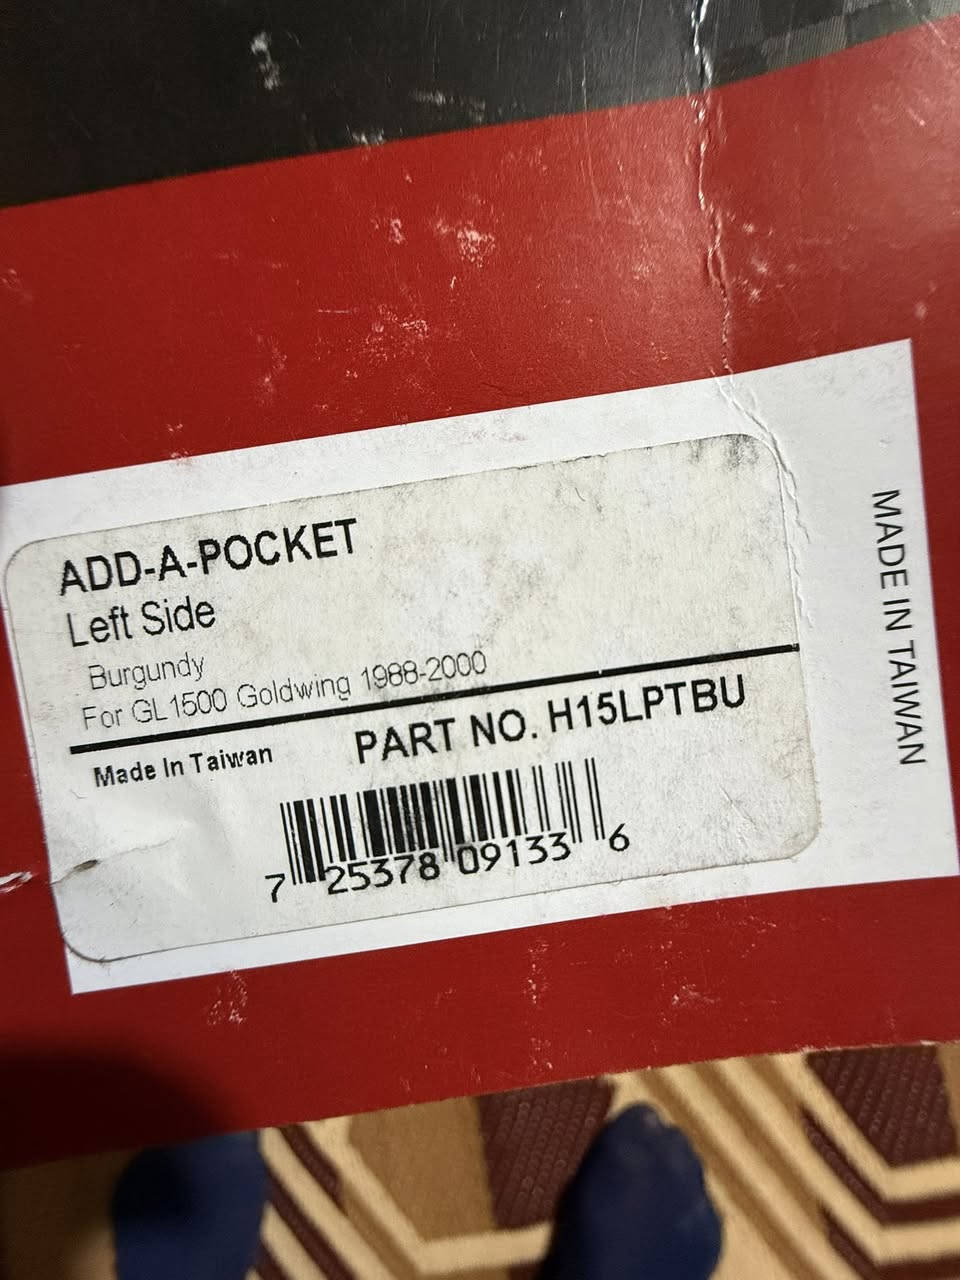 ADD-A-POCKET
Left Side
Burgundy
For GL1500 Goldwing 1988-2000
Made In Taiwan
PART NO. H15LPTBU
7 25378 09133 6
MADE IN TAIWAN